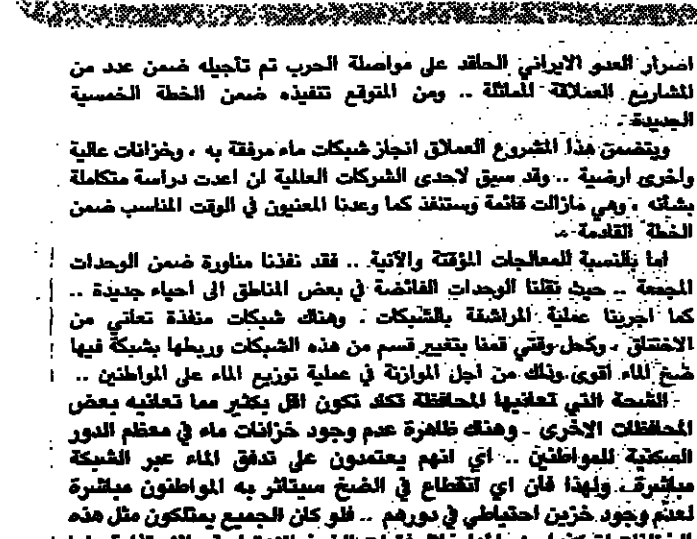 اصرار العدو الايراني الحاقد على مواصلة الحرب تم تأجيله ضمن عدد من
المشاريع العملاقة المماثلة .. ومن المتوقع تنفيذه ضمن الخطة الخمسية
الجديدة .
ويتضمن هذا المشروع العملاق انجاز شبكات ماء مرفقة به ، وخزانات عالية
واخرى ارضية .. وقد سبق لاحدى الشركات العالمية ان اعدت دراسة متكاملة
بشأنه ، وهي مازالت قائمة وستنفذ كما وعدنا المعنيون في الوقت المناسب ضمن
الخطة القادمة .
اما بالنسبة للمعالجات المؤقتة والآنية .. فقد نفذنا مناورة ضمن الوحدات
المجمعة .. حيث نقلنا الوحدات الفائضة في بعض المناطق الى احياء جديدة ..
كما اجرينا عملية المراشقة بالشبكات . وهناك شبكات منفذة تعاني من
الاختناق ، وكحل وقتي قمنا بتغيير قسم من هذه الشبكات وربطها بشبكة فيها
ضخ الماء أقوى وذلك من أجل الموازنة في عملية توزيع الماء على المواطنين ..
- الشحة التي تعانيها المحافظة تكاد تكون اقل بكثير مما تعانيه بعض
المحافظات الاخرى . وهناك ظاهرة عدم وجود خزانات ماء في معظم الدور
السكنية للمواطنين .. اي انهم يعتمدون على تدفق الماء عبر الشبكة
مباشرة . ولهذا فان اي انقطاع في الضخ سيتاثر به المواطنون مباشرة
لعدم وجود خزين احتياطي في دورهم .. فلو كان الجميع يمتلكون مثل هذه